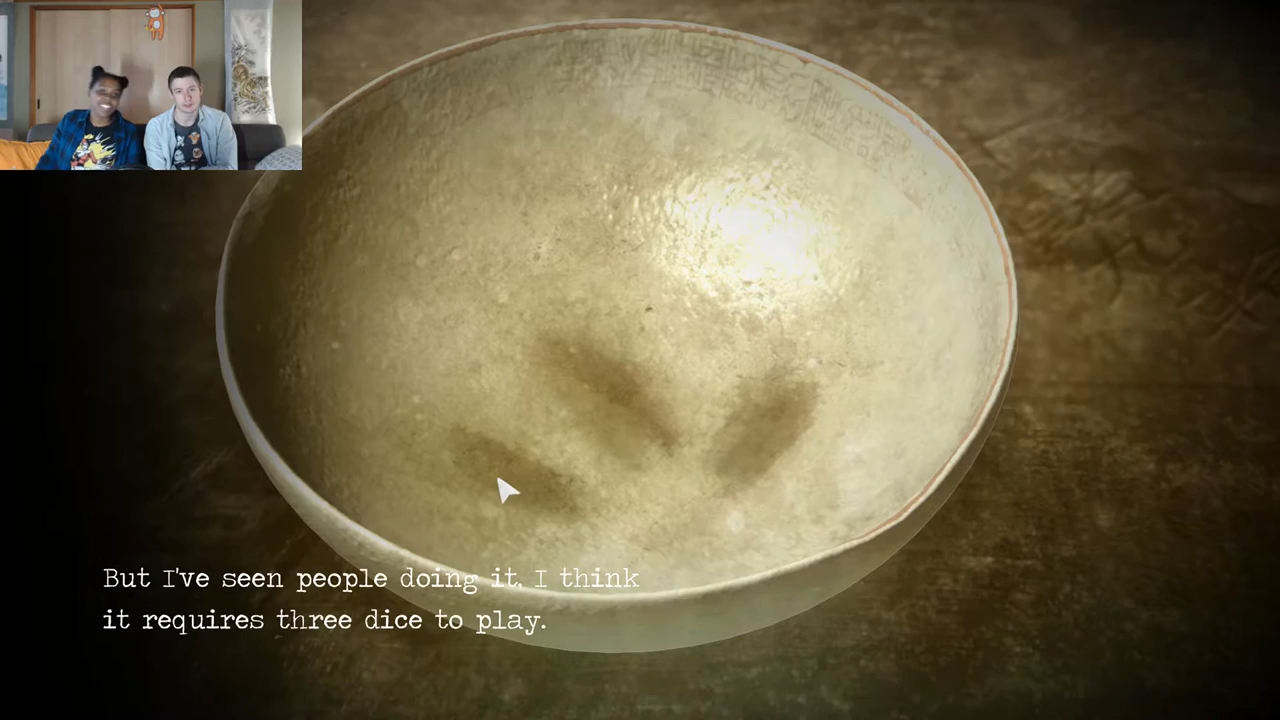 But I've seen people doing it, I think
it requires three dice to play.